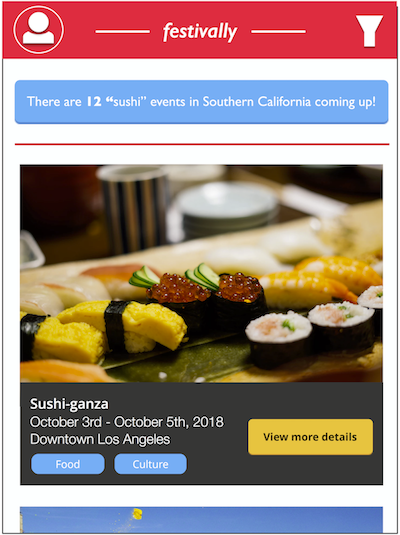 festivally
There are 12 “sushi” events in Southern California coming up!
Sushi-ganza
October 3rd - October 5th, 2018
Downtown Los Angeles
View more details
Food Culture